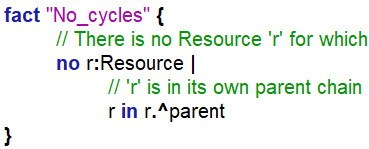 fact "No_cycles" {
// There is no Resource 'r' for which
no r:Resource |
// 'r' is in its own parent chain
r in r.^parent
}